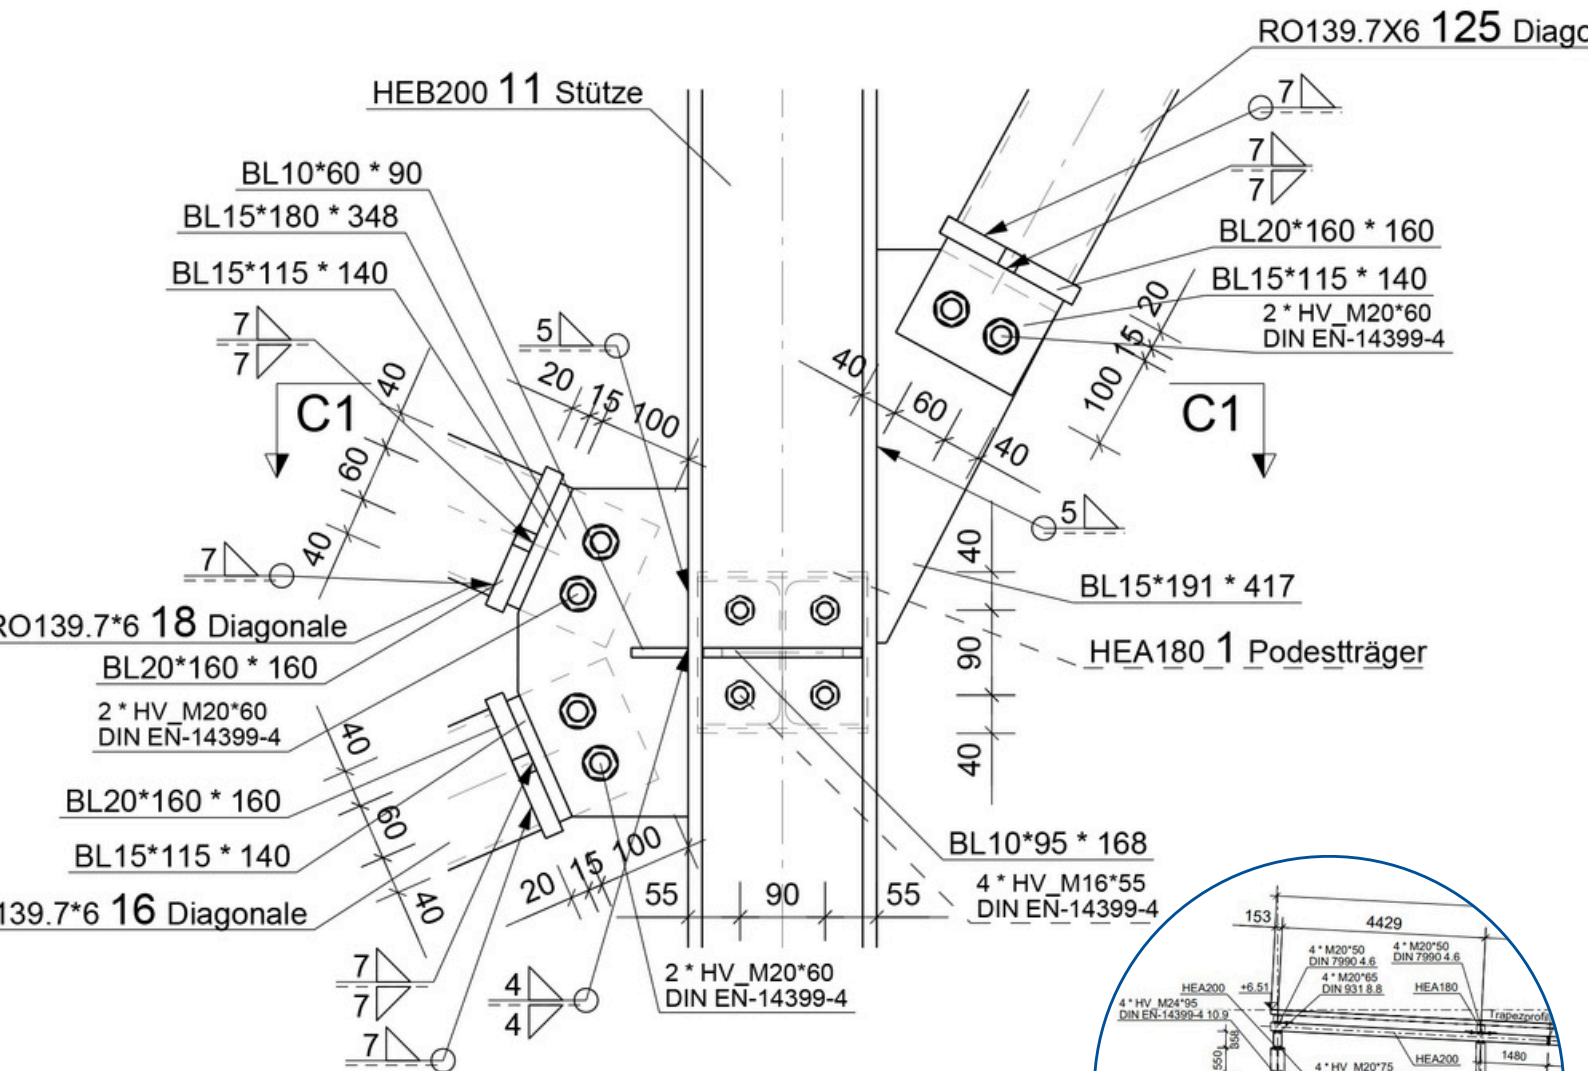 RO139.7X6 125 Diago
HEB200 11 Stütze
7
7
7
BL10*60 * 90
BL15*180 * 348
BL15*115 * 140
7
7
5
BL20*160 * 160
BL15*115 * 140
2 * HV_M20*60
DIN EN-14399-4
20
15
100
40
60
40
C1
C1
20
15
100
40
60
40
5
7
RO139.7*6 18 Diagonale
BL20*160 * 160
2 * HV_M20*60
DIN EN-14399-4
40
90
40
BL15*191 * 417
HEA180 1 Podestträger
40
60
40
BL20*160 * 160
BL15*115 * 140
139.7*6 16 Diagonale
20
15
100
55
90
55
BL10*95 * 168
4 * HV_M16*55
DIN EN-14399-4
2 * HV_M20*60
DIN EN-14399-4
7
7
4
4
7
153
4429
4 * M20*50
DIN 7990 4.6
4 * M20*50
DIN 7990 4.6
4 * M20*65
DIN 931 8.8
HEA200
+6.51
HEA180
4 * HV_M24*95
DIN EN-14399-4 10.9
Trapezprofil
358
550
HEA200
1480
4 * HV_M20*75